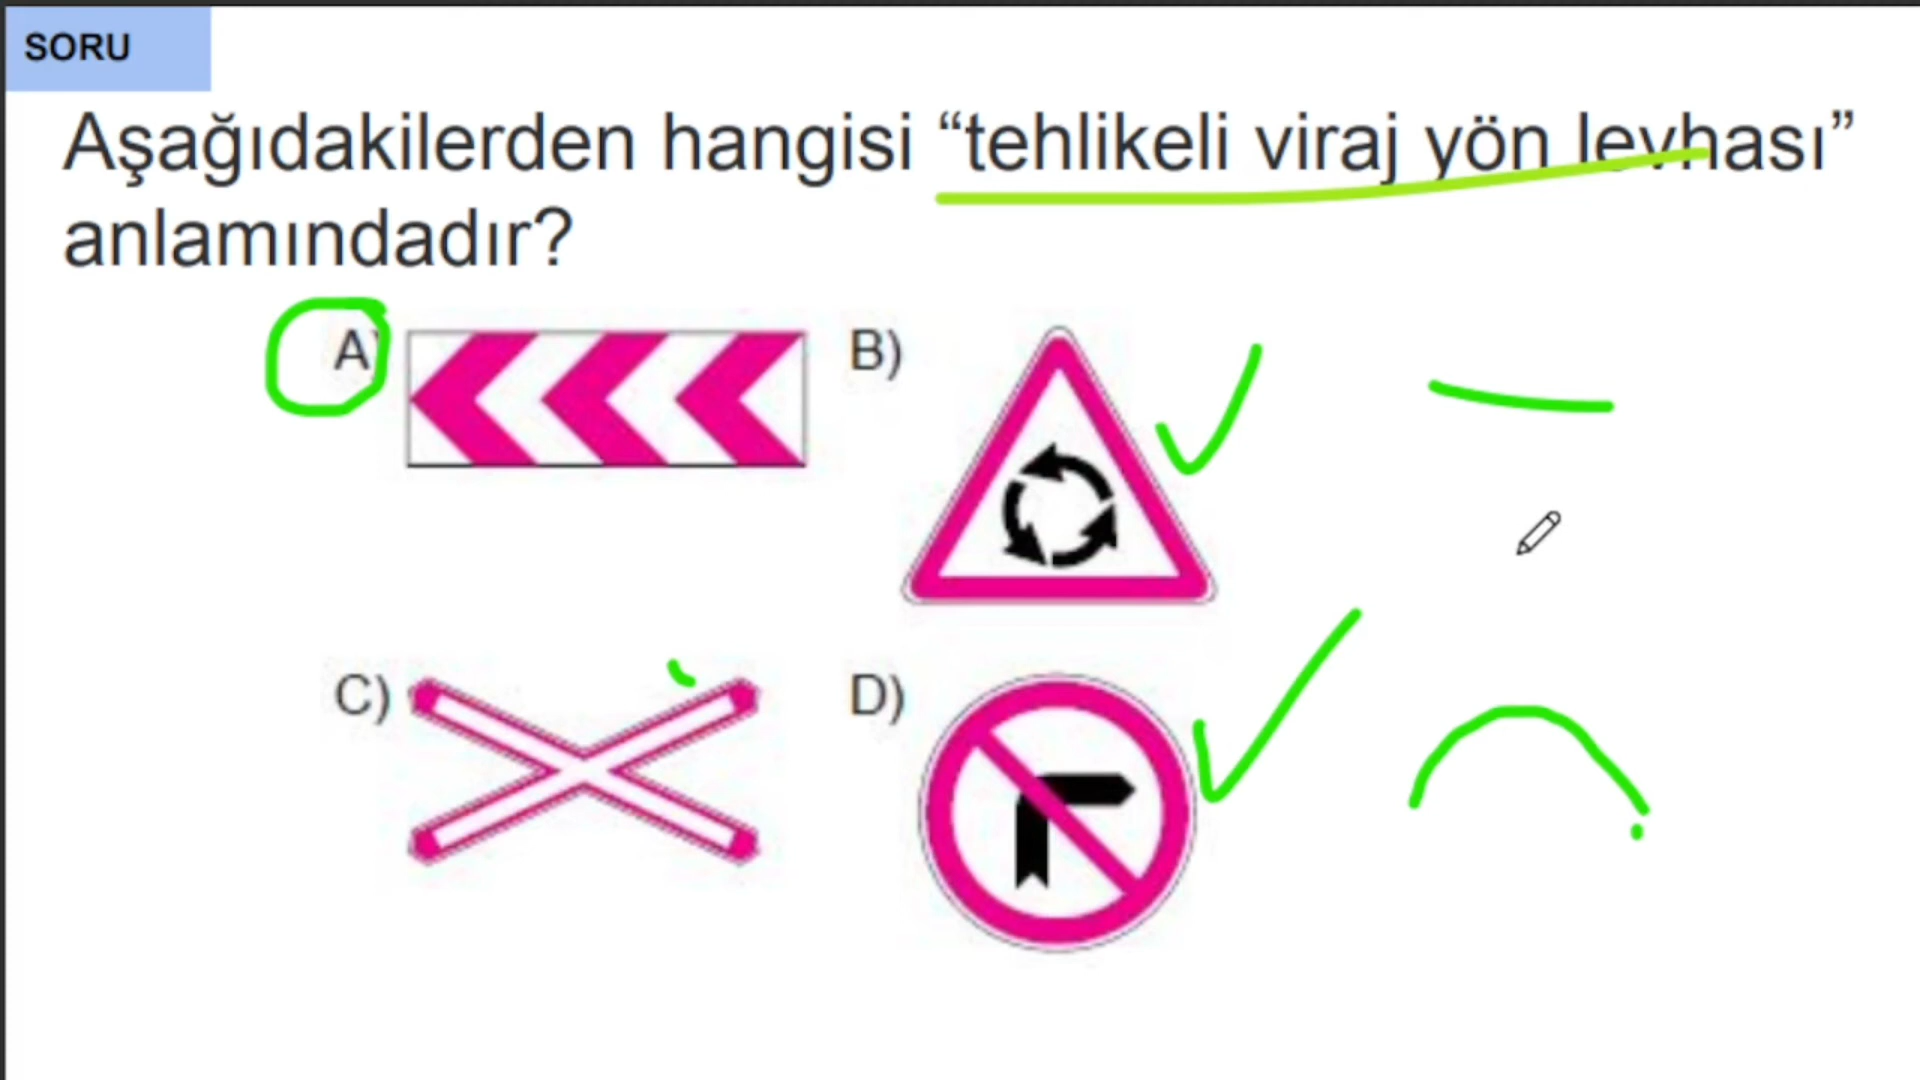 SORU
Aşağıdakilerden hangisi “tehlikeli viraj yön levhası”
anlamındadır?
A)
B)
C)
D)